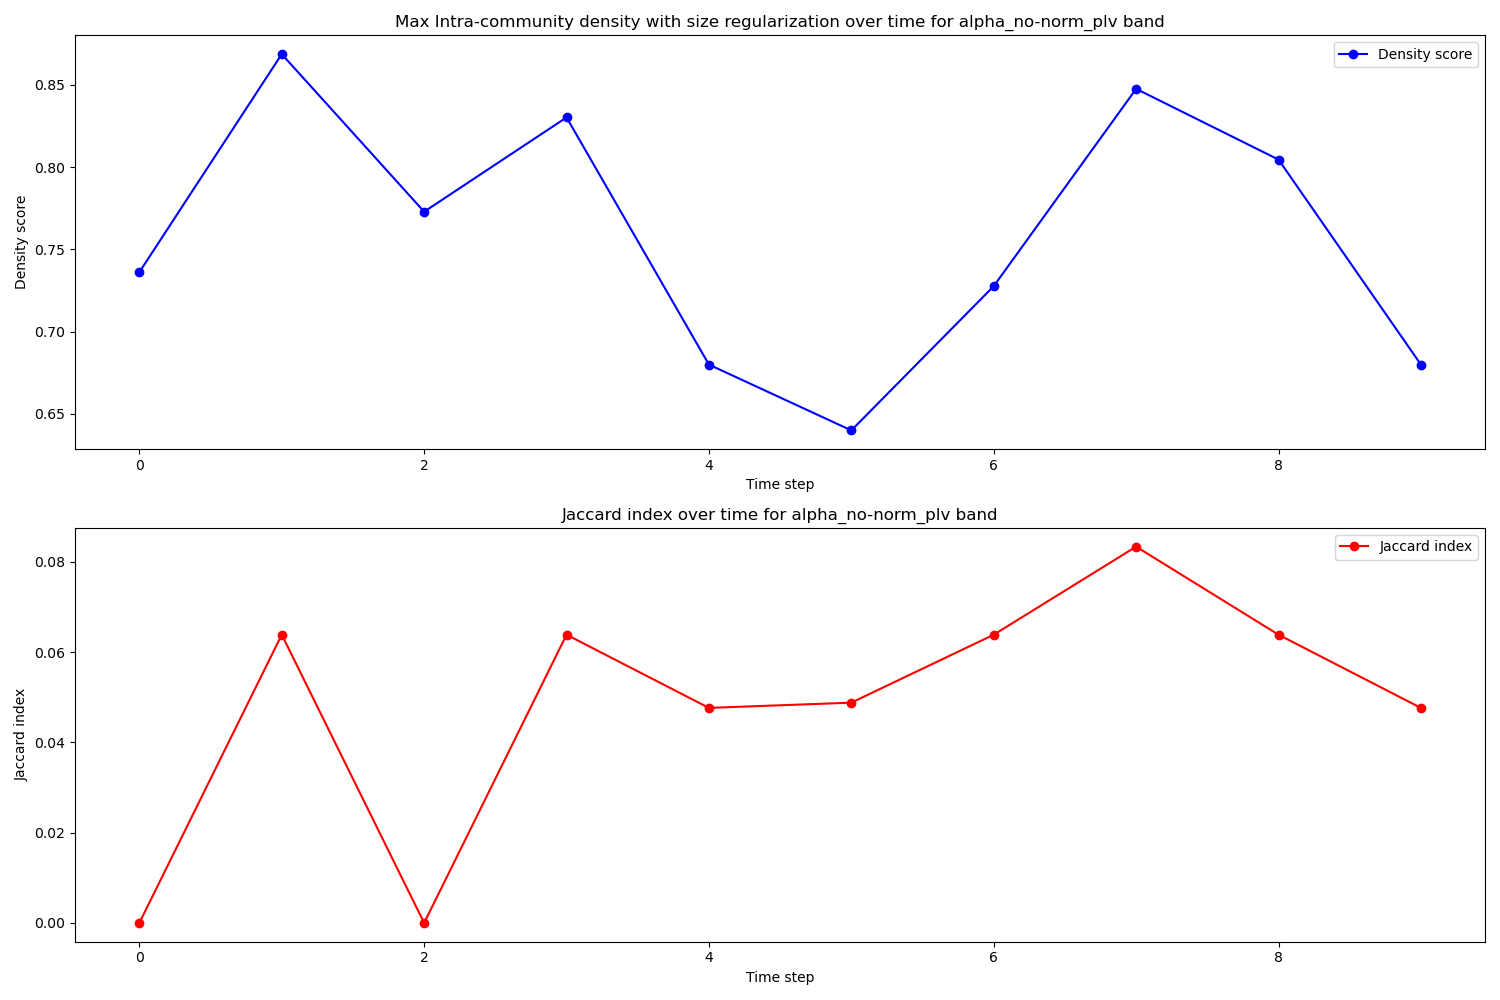 Max Intra-community density with size regularization over time for alpha_no-norm_plv band
Density score
0.85
0.80
0.75
0.70
0.65
Density score
0 2 4 6 8
Time step
Jaccard index over time for alpha_no-norm_plv band
Jaccard index
0.08
0.06
0.04
0.02
0.00
Jaccard index
0 2 4 6 8
Time step